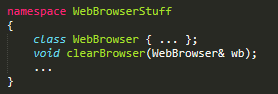 namespace WebBrowserStuff
{
    class WebBrowser { ... };
    void clearBrowser(WebBrowser& wb);
    ...
}